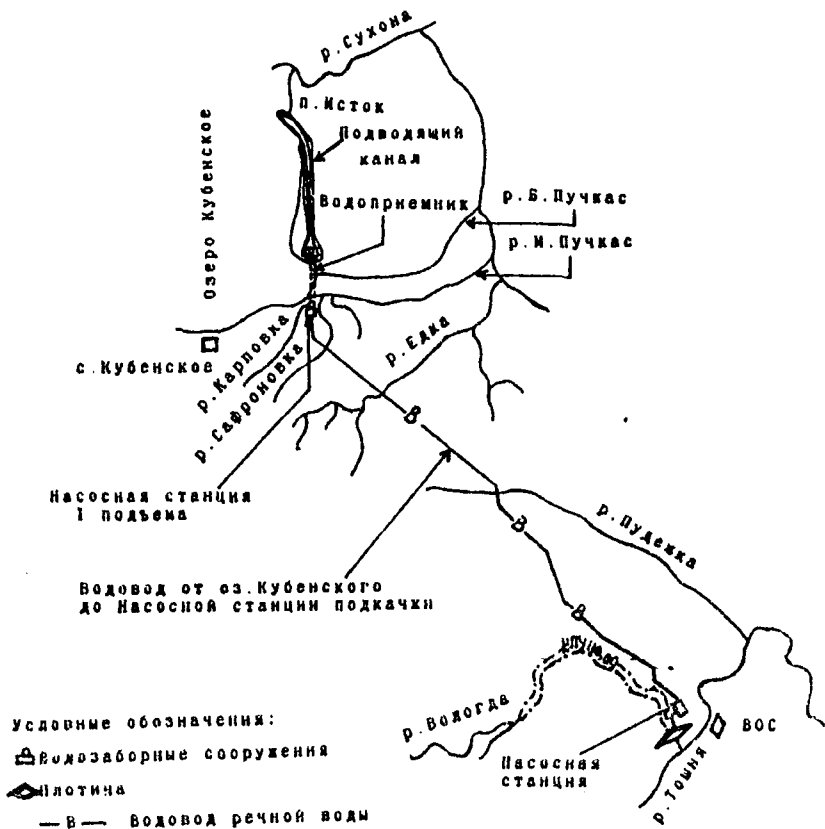 р.Сухона
п.Исток
Подводящий
канал
Водоприемник
р.Б.Пучкас
р.М.Пучкас
Озеро Кубенское
с.Кубенское
р.Карповка
р.Сафроновка
р.Едка
В
Насосная станция
I подъема
В
р.Пудежка
Водовод от оз.Кубенского
до Насосной станции подкачки
В
р.Вологда
Насосная
станция
ВОС
р.Тошня
Условные обозначения:
Водозаборные сооружения
Плотина
— В — Водовод речной воды